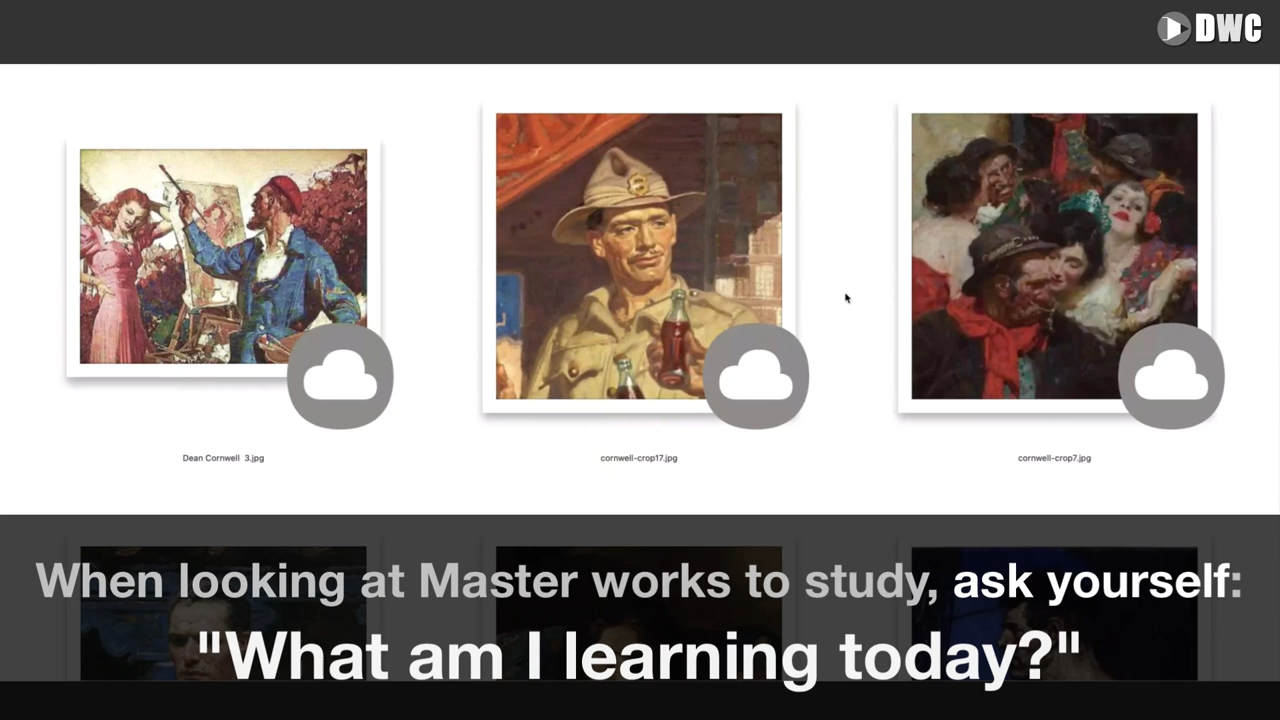 DWC
Dean Cornwell 3.jpg
cornwell-crop17.jpg
cornwell-crop7.jpg
When looking at Master works to study, ask yourself:
"What am I learning today?"